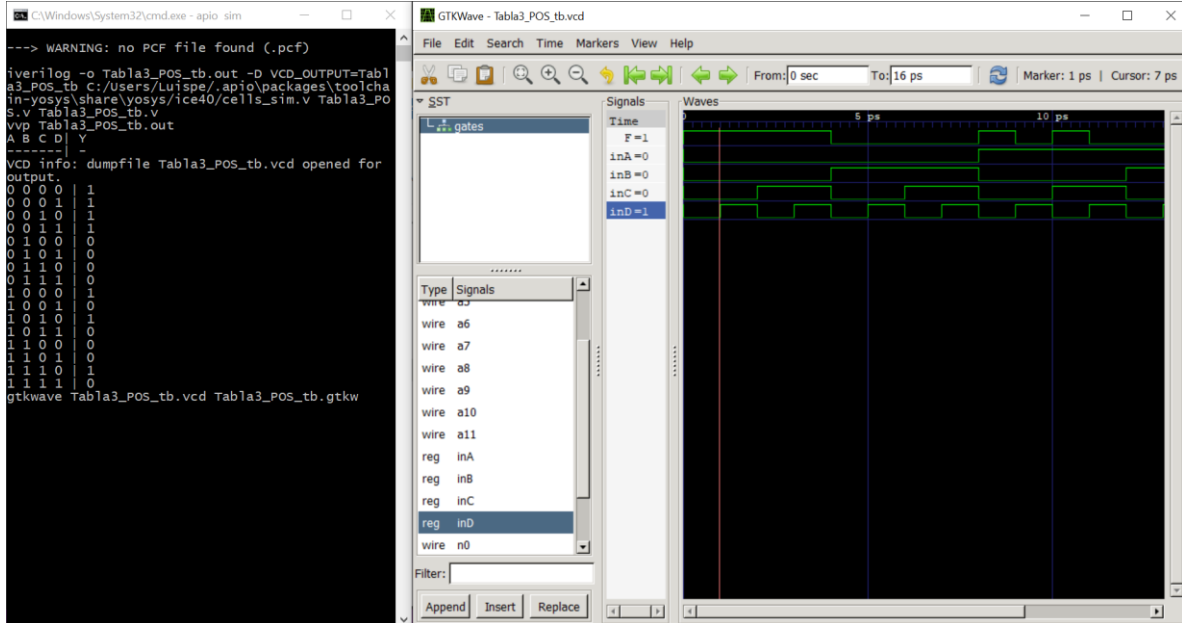 C:\Windows\System32\cmd.exe - apio sim
---> WARNING: no PCF file found (.pcf)
iverilog -o Tabla3_POS_tb.out -D VCD_OUTPUT=Tabl
a3_POS_tb C:/Users/Luispe/.apio\packages\toolcha
in-yosys\share\yosys/ice40/cells_sim.v Tabla3_PO
S.v Tabla3_POS_tb.v
vvp Tabla3_POS_tb.out
A B C D| Y
-------| -
VCD info: dumpfile Tabla3_POS_tb.vcd opened for
output.
0 0 0 0 | 1
0 0 0 1 | 1
0 0 1 0 | 1
0 0 1 1 | 1
0 1 0 0 | 0
0 1 0 1 | 0
0 1 1 0 | 0
0 1 1 1 | 0
1 0 0 0 | 1
1 0 0 1 | 0
1 0 1 0 | 1
1 0 1 1 | 0
1 1 0 0 | 0
1 1 0 1 | 0
1 1 1 0 | 1
1 1 1 1 | 0
gtkwave Tabla3_POS_tb.vcd Tabla3_POS_tb.gtkw
GTKWave - Tabla3_POS_tb.vcd
File Edit Search Time Markers View Help
From: 0 sec To: 16 ps Marker: 1 ps | Cursor: 7 ps
SST
gates
Type Signals
wire a5
wire a6
wire a7
wire a8
wire a9
wire a10
wire a11
reg inA
reg inB
reg inC
reg inD
wire n0
Filter:
Append Insert Replace
Signals
Time
F=1
inA=0
inB=0
inC=0
inD=1
Waves
0 5 ps 10 ps